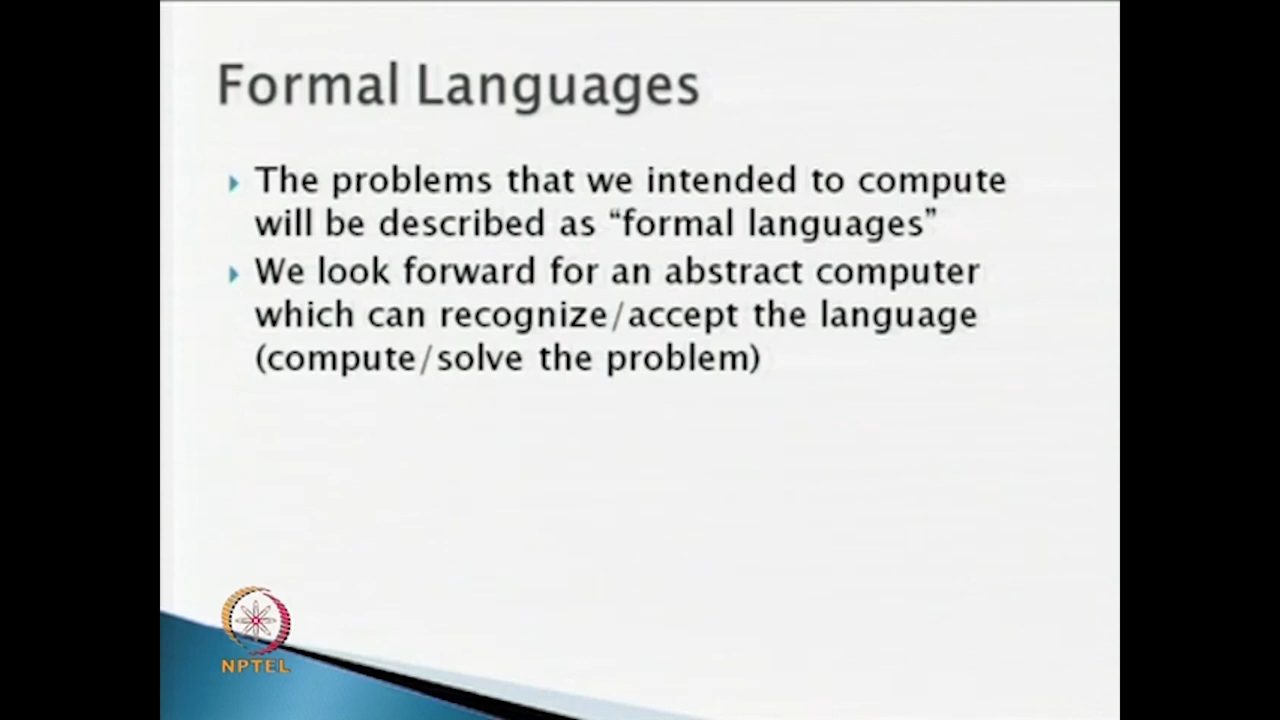 Formal Languages
The problems that we intended to compute
will be described as “formal languages”
We look forward for an abstract computer
which can recognize/accept the language
(compute/solve the problem)
NPTEL